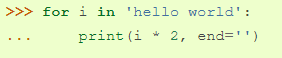 >>> for i in 'hello world':
...     print(i * 2, end='')